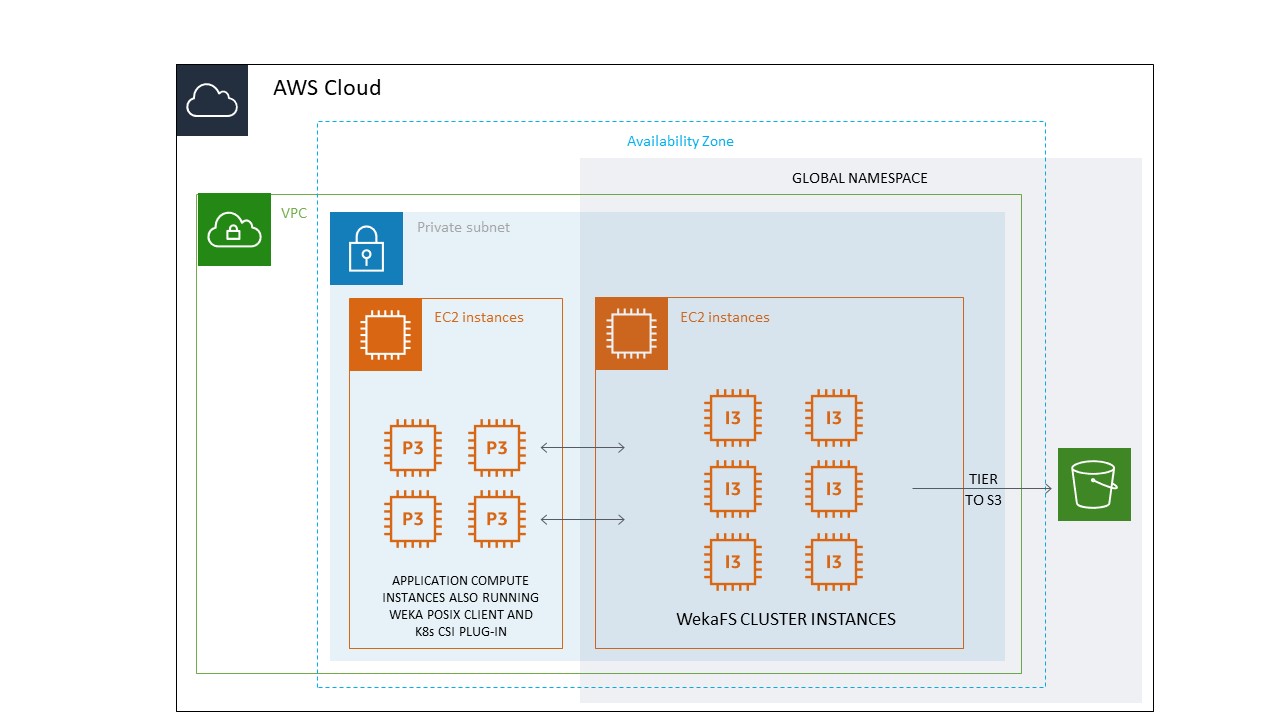 AWS Cloud
Availability Zone
GLOBAL NAMESPACE
VPC
Private subnet
EC2 instances
EC2 instances
P3 P3
P3 P3
I3 I3
I3 I3
I3 I3
TIER
TO S3
APPLICATION COMPUTE
INSTANCES ALSO RUNNING
WEKA POSIX CLIENT AND
K8s CSI PLUG-IN
WekaFS CLUSTER INSTANCES